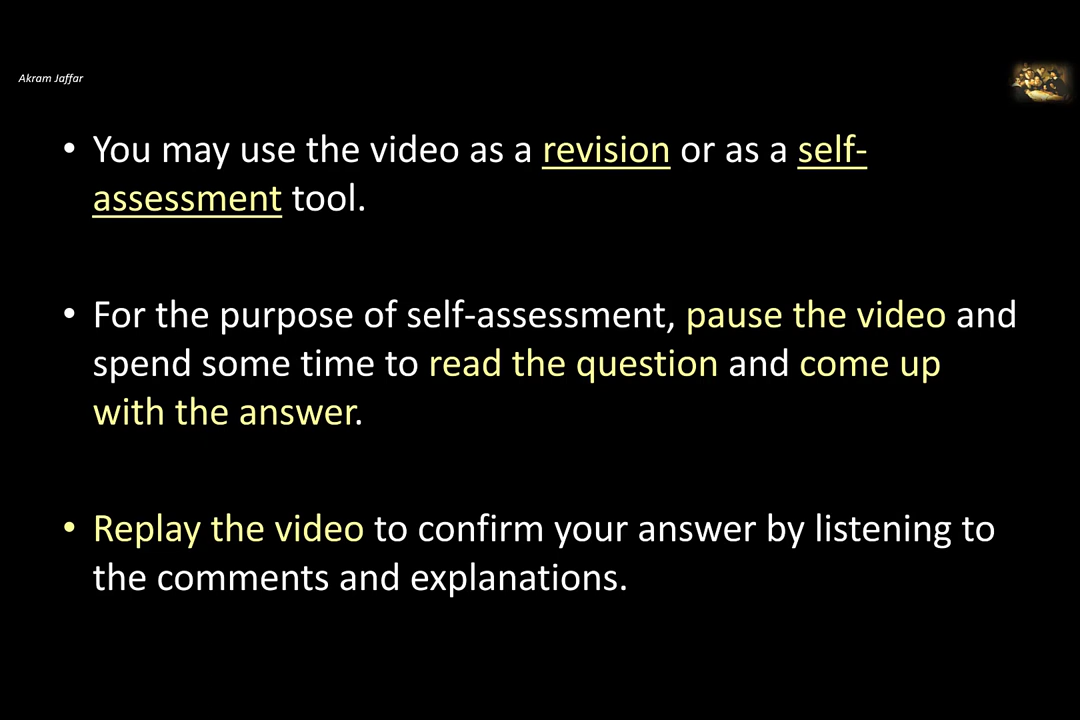 Akram Jaffar
• You may use the video as a revision or as a self-
assessment tool.
• For the purpose of self-assessment, pause the video and
spend some time to read the question and come up
with the answer.
• Replay the video to confirm your answer by listening to
the comments and explanations.